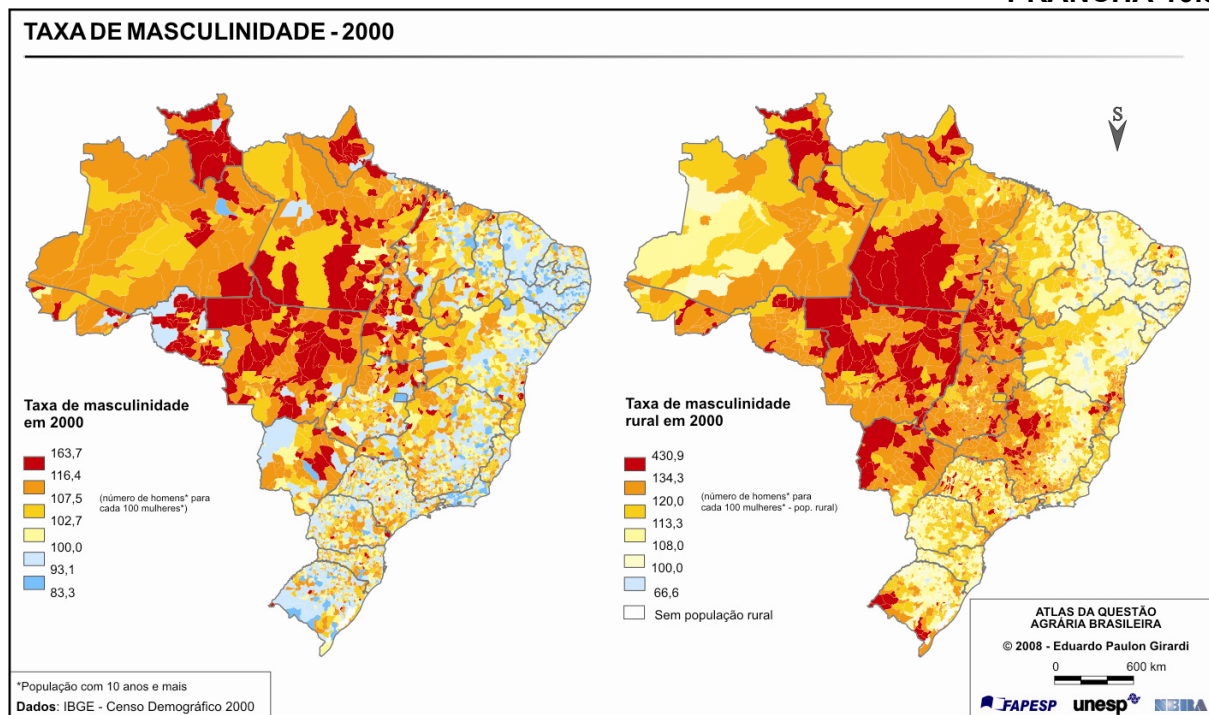 TAXA DE MASCULINIDADE - 2000
S
Taxa de masculinidade
em 2000
163,7
116,4
107,5
102,7
100,0
93,1
83,3
(número de homens* para
cada 100 mulheres*)
Taxa de masculinidade
rural em 2000
430,9
134,3
120,0
113,3
108,0
100,0
66,6
Sem população rural
(número de homens* para
cada 100 mulheres* - pop. rural)
*População com 10 anos e mais
Dados: IBGE - Censo Demográfico 2000
ATLAS DA QUESTÃO
AGRÁRIA BRASILEIRA
© 2008 - Eduardo Paulon Girardi
0 600 km
FAPESP unesp